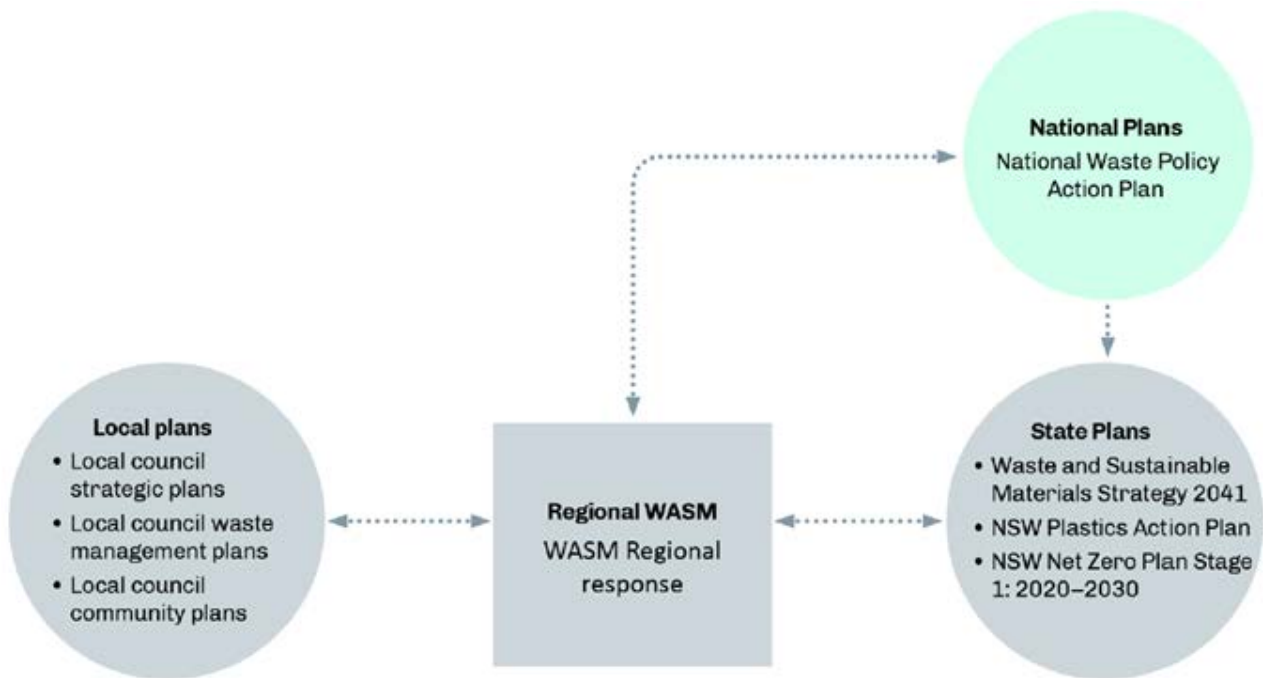 National Plans
National Waste Policy
Action Plan
Local plans
• Local council
strategic plans
• Local council waste
management plans
• Local council
community plans
Regional WASM
WASM Regional
response
State Plans
• Waste and Sustainable
Materials Strategy 2041
• NSW Plastics Action Plan
• NSW Net Zero Plan Stage
1: 2020–2030